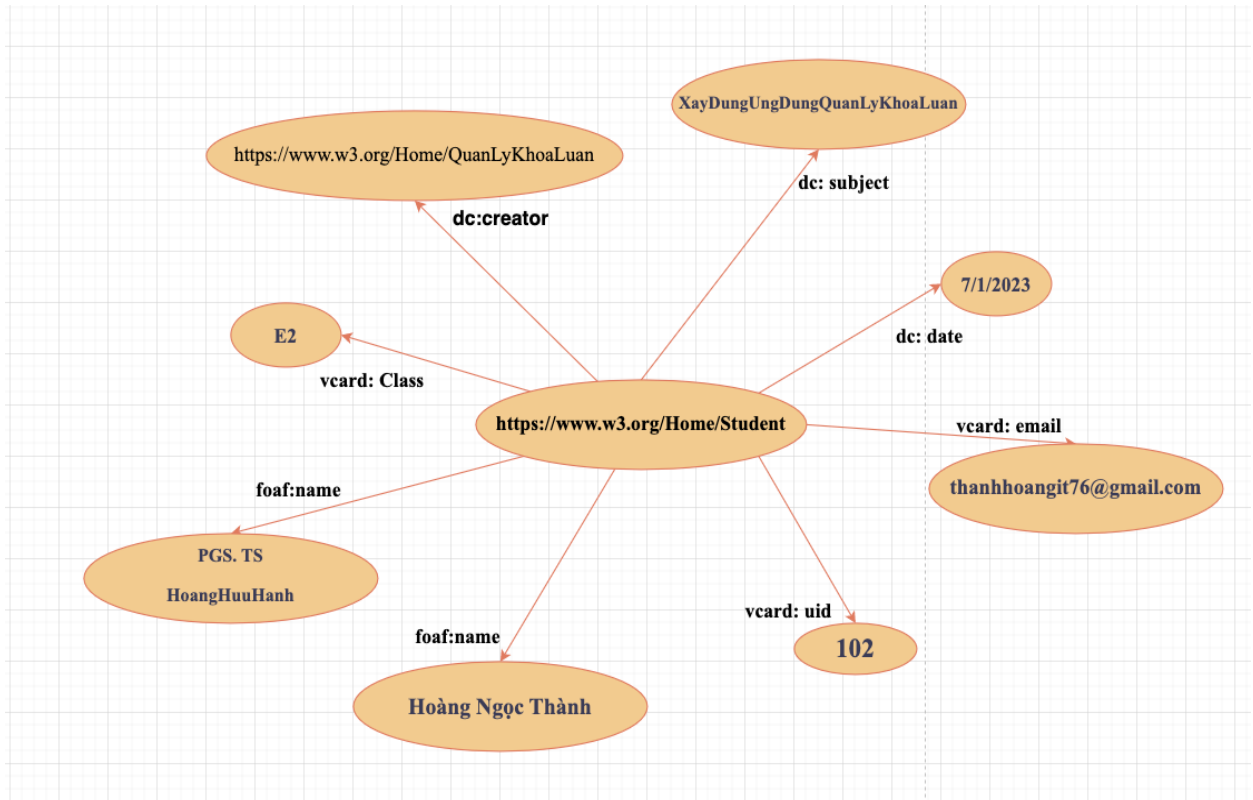 XayDungUngDungQuanLyKhoaLuan
https://www.w3.org/Home/QuanLyKhoaLuan
dc: subject
dc:creator
7/1/2023
E2
dc: date
vcard: Class
https://www.w3.org/Home/Student
vcard: email
thanhhoangit76@gmail.com
foaf:name
PGS. TS
HoangHuuHanh
vcard: uid
foaf:name
102
Hoàng Ngọc Thành